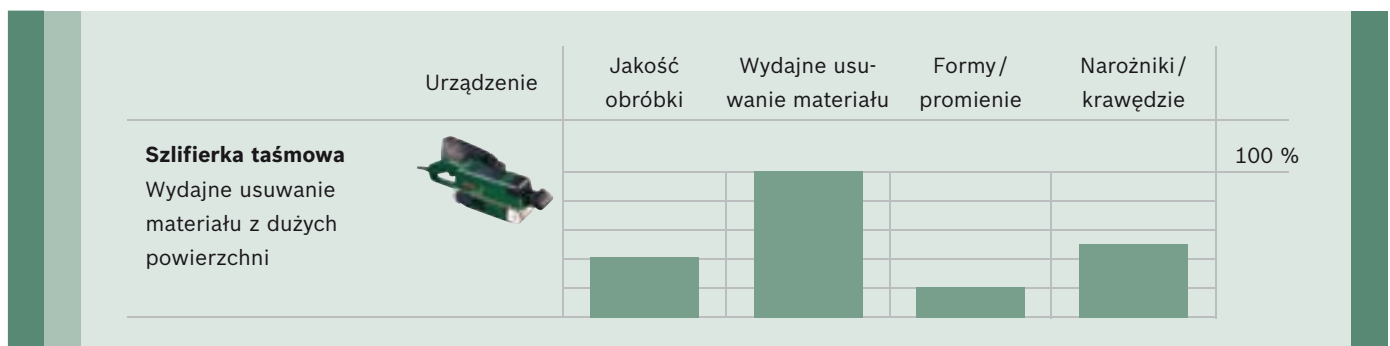 Urządzenie
Jakość
obróbki
Wydajne usu-
wanie materiału
Formy/
promienie
Narożniki/
krawędzie
Szlifierka taśmowa
Wydajne usuwanie
materiału z dużych
powierzchni
100 %